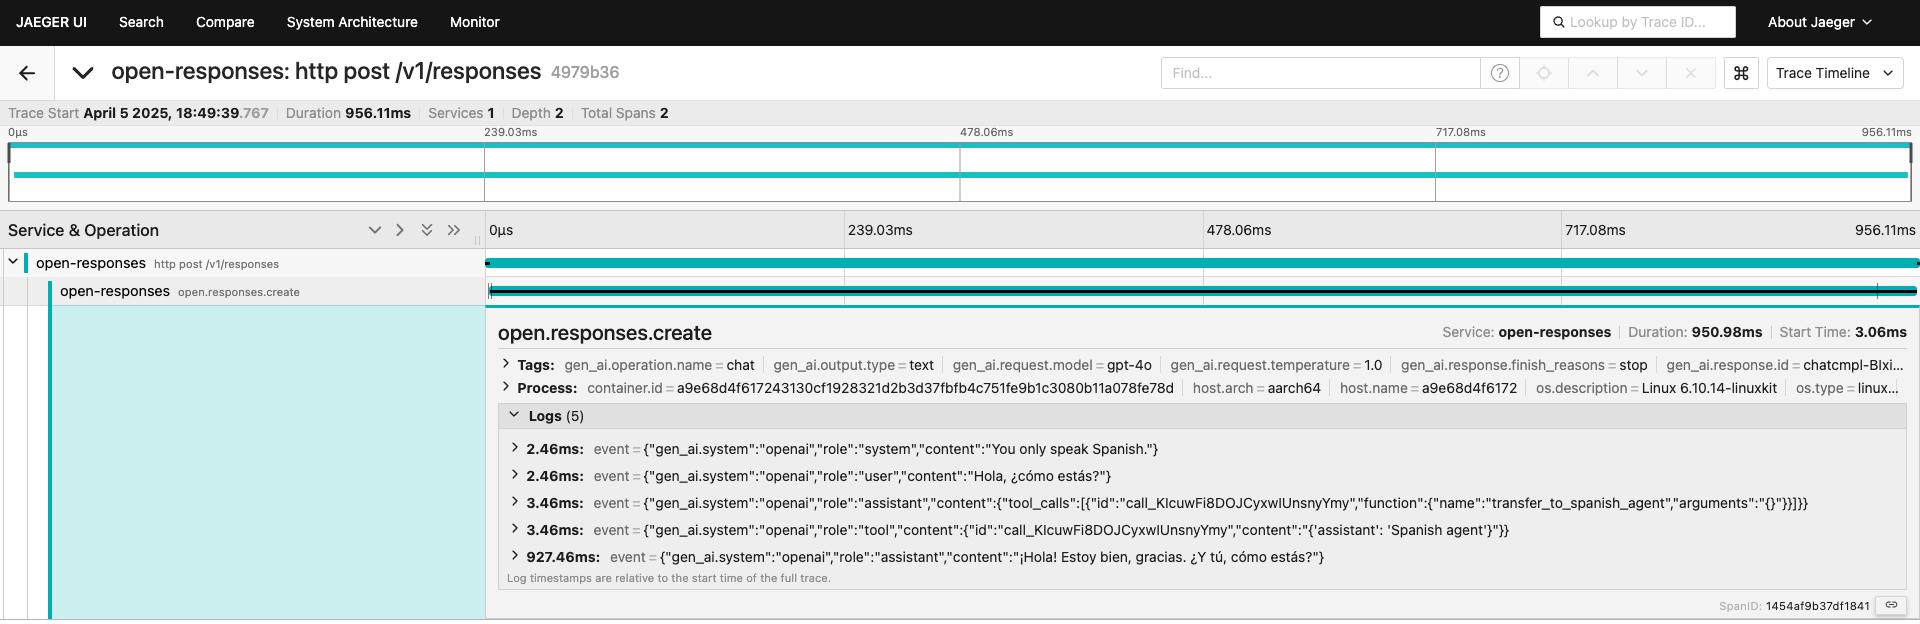 JAEGER UI Search Compare System Architecture Monitor Lookup by Trace ID... About Jaeger
open-responses: http post /v1/responses 4979b36 Find... ? ⌘ Trace Timeline
Trace Start April 5 2025, 18:49:39.767 Duration 956.11ms Services 1 Depth 2 Total Spans 2
0μs 239.03ms 478.06ms 717.08ms 956.11ms
Service & Operation 0μs 239.03ms 478.06ms 717.08ms 956.11ms
open-responses http post /v1/responses
open-responses open.responses.create
open.responses.create Service: open-responses Duration: 950.98ms Start Time: 3.06ms
Tags: gen_ai.operation.name = chat gen_ai.output.type = text gen_ai.request.model = gpt-4o gen_ai.request.temperature = 1.0 gen_ai.response.finish_reasons = stop gen_ai.response.id = chatcmpl-BIxi...
Process: container.id = a9e68d4f617243130cf1928321d2b3d37fbfb4c751fe9b1c3080b11a078fe78d host.arch = aarch64 host.name = a9e68d4f6172 os.description = Linux 6.10.14-linuxkit os.type = linux...
Logs (5)
2.46ms: event = {"gen_ai.system":"openai","role":"system","content":"You only speak Spanish."}
2.46ms: event = {"gen_ai.system":"openai","role":"user","content":"Hola, ¿cómo estás?"}
3.46ms: event = {"gen_ai.system":"openai","role":"assistant","content":{"tool_calls":[{"id":"call_KlcuwFi8DOJCyxwIUnsnyYmy","function":{"name":"transfer_to_spanish_agent","arguments":"{}"}}]}}
3.46ms: event = {"gen_ai.system":"openai","role":"tool","content":{"id":"call_KlcuwFi8DOJCyxwIUnsnyYmy","content":"{'assistant': 'Spanish agent'}"}}
927.46ms: event = {"gen_ai.system":"openai","role":"assistant","content":"¡Hola! Estoy bien, gracias. ¿Y tú, cómo estás?"}
Log timestamps are relative to the start time of the full trace.
SpanID: 1454af9b37df1841